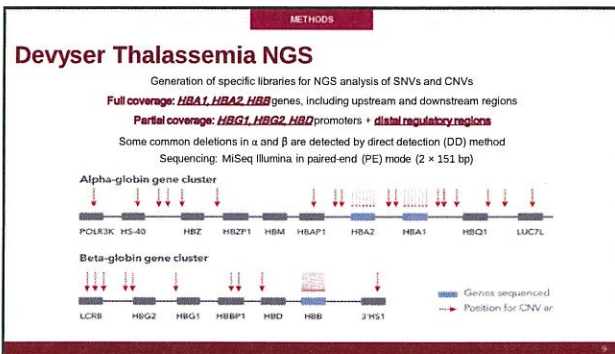 METHODS
Devyser Thalassemia NGS
Generation of specific libraries for NGS analysis of SNVs and CNVs
Full coverage: HBA1, HBA2, HBB genes, including upstream and downstream regions
Partial coverage: HBG1, HBG2, HBD promoters + distal regulatory regions
Some common deletions in α and β are detected by direct detection (DD) method
Sequencing: MiSeq Illumina in paired-end (PE) mode (2 × 151 bp)
Alpha-globin gene cluster
POLR3K HS-40 HBZ HBZP1 HBM HBAP1 HBA2 HBA1 HBQ1 LUC7L
Beta-globin gene cluster
Genes sequenced
Position for CNV ar
LCRB HBG2 HBG1 HBBP1 HBD HBB 3'HS1
9